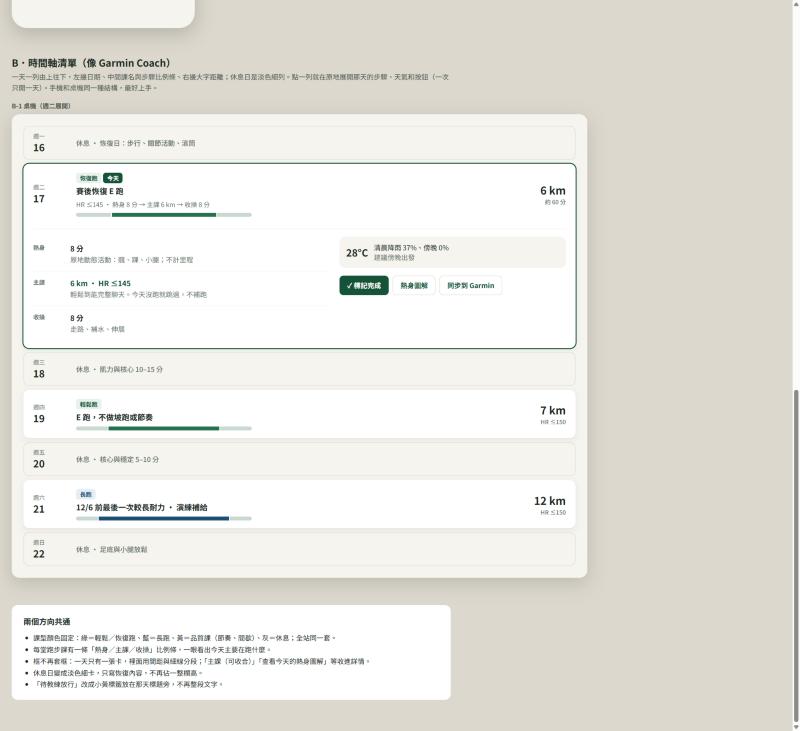 B・時間軸清單（像 Garmin Coach）
一天一列由上往下，左邊日期、中間課名與步驟比例條、右邊大字距離；休息日是淡色細列。點一列就在原地展開那天的步驟、天氣和按鈕（一次
只開一天）。手機和桌機同一種結構，最好上手。
B-1 桌機（週二展開）
週一
16
休息 · 恢復日：步行、關節活動、滾筒
週二
17
恢復跑 今天
賽後恢復 E 跑
HR ≤145 · 熱身 8 分 → 主課 6 km → 收操 8 分
6 km
約 60 分
熱身
8 分
原地動態活動：髖、踝、小腿；不計里程
主課
6 km · HR ≤145
輕鬆到能完整聊天。今天沒跑就跳過，不補跑
收操
8 分
走路、補水、伸展
28°C
清晨降雨 37%、傍晚 0%
建議傍晚出發
✓ 標記完成
熱身圖解
同步到 Garmin
週三
18
休息 · 肌力與核心 10–15 分
週四
19
輕鬆跑
E 跑，不做坡跑或節奏
7 km
HR ≤150
週五
20
休息 · 核心與穩定 5–10 分
週六
21
長跑
12/6 前最後一次較長耐力 · 演練補給
12 km
HR ≤150
週日
22
休息 · 足底與小腿放鬆
兩個方向共通
課型顏色固定：綠＝輕鬆／恢復跑、藍＝長跑、黃＝品質課（節奏、間歇）、灰＝休息；全站同一套。
每堂跑步課有一條「熱身／主課／收操」比例條，一眼看出今天主要在跑什麼。
框不再套框：一天只有一張卡，裡面用間距與細線分段；「主課（可收合）」「查看今天的熱身圖解」等收進詳情。
休息日變成淡色細卡，只寫恢復內容，不再佔一整欄高。
「待教練放行」改成小黃標籤放在那天標題旁，不再整段文字。